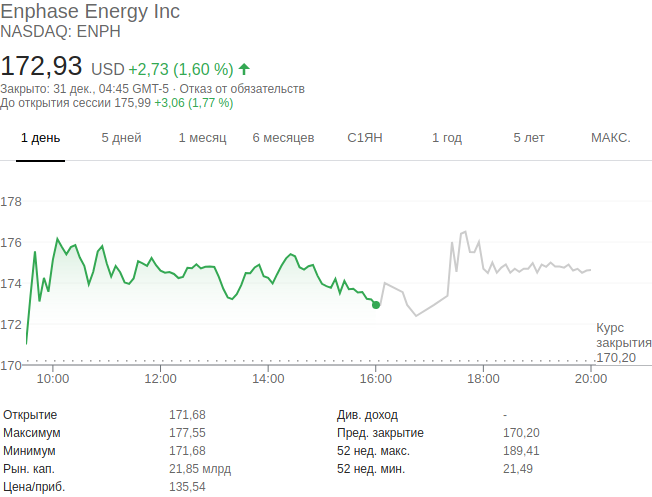 Enphase Energy Inc
NASDAQ: ENPH
172,93 USD +2,73 (1,60 %)
Закрыто: 31 дек., 04:45 GMT-5 · Отказ от обязательств
До открытия сессии 175,99 +3,06 (1,77 %)
1 день 5 дней 1 месяц 6 месяцев С1ЯН 1 год 5 лет МАКС.
178
176
174
172
170
Курс
закрытия
170,20
10:00 12:00 14:00 16:00 18:00 20:00
Открытие 171,68 Див. доход -
Максимум 177,55 Пред. закрытие 170,20
Минимум 171,68 52 нед. макс. 189,41
Рын. кап. 21,85 млрд 52 нед. мин. 21,49
Цена/приб. 135,54